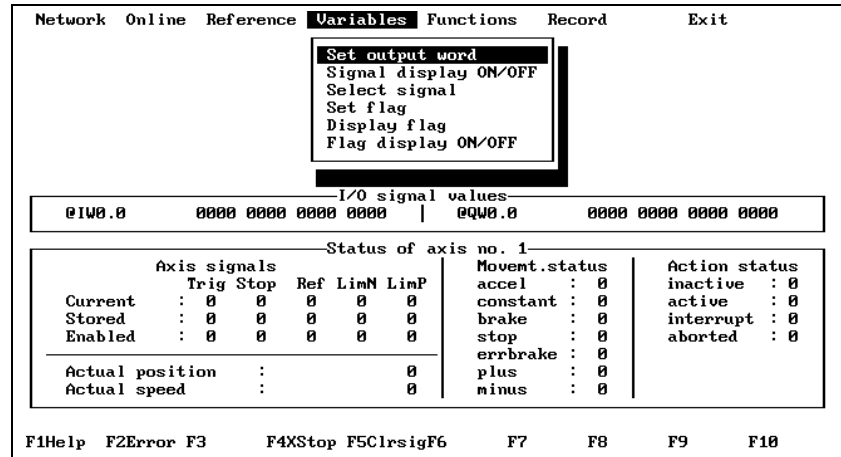 Network Online Reference Variables Functions Record Exit
Set output word
Signal display ON/OFF
Select signal
Set flag
Display flag
Flag display ON/OFF
I/O signal values
@IW0.0 0000 0000 0000 0000 | @QW0.0 0000 0000 0000 0000
Status of axis no. 1
Axis signals Movemt.status Action status
Trig Stop Ref LimN LimP accel : 0 inactive : 0
Current : 0 0 0 0 0 constant : 0 active : 0
Stored : 0 0 0 0 0 brake : 0 interrupt : 0
Enabled : 0 0 0 0 0 stop : 0 aborted : 0
errbrake : 0
Actual position : 0 plus : 0
Actual speed : 0 minus : 0
F1Help F2Error F3 F4XStop F5ClrsigF6 F7 F8 F9 F10